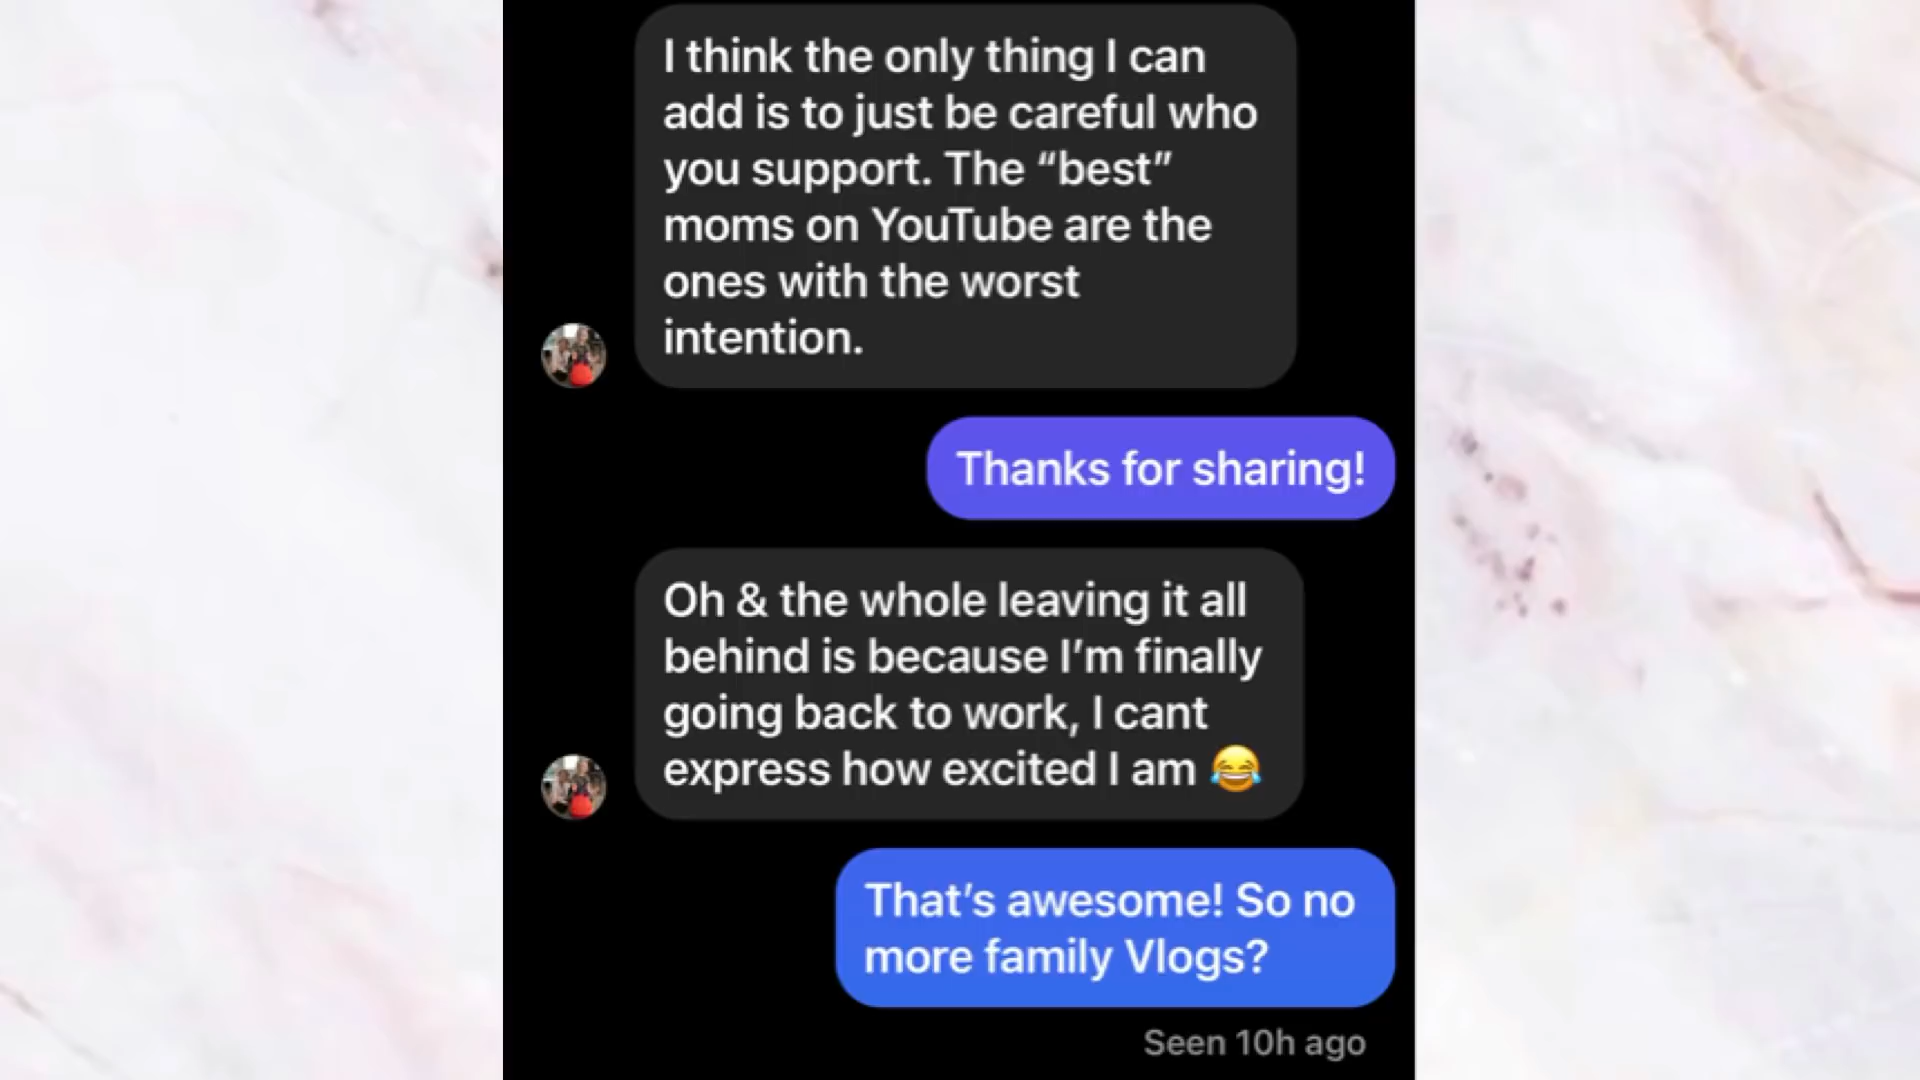 I think the only thing I can
add is to just be careful who
you support. The “best”
moms on YouTube are the
ones with the worst
intention.
Thanks for sharing!
Oh & the whole leaving it all
behind is because I’m finally
going back to work, I cant
express how excited I am 😂
That’s awesome! So no
more family Vlogs?
Seen 10h ago